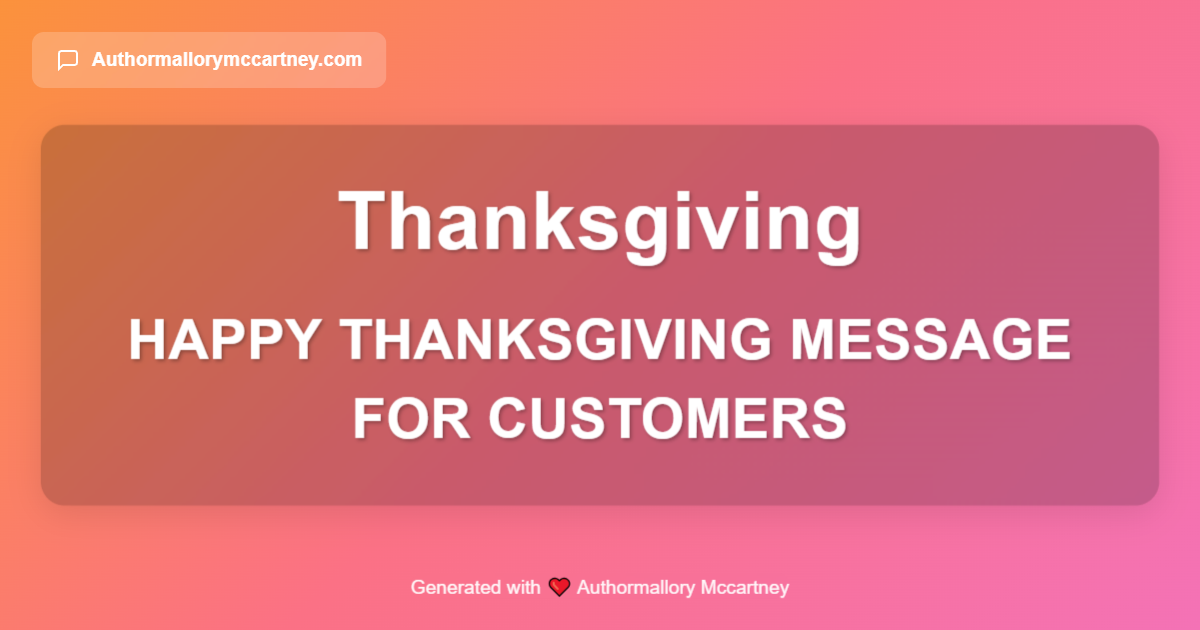 Authormallorymccartney.com
Thanksgiving
HAPPY THANKSGIVING MESSAGE
FOR CUSTOMERS
Generated with ❤️ Authormallory Mccartney